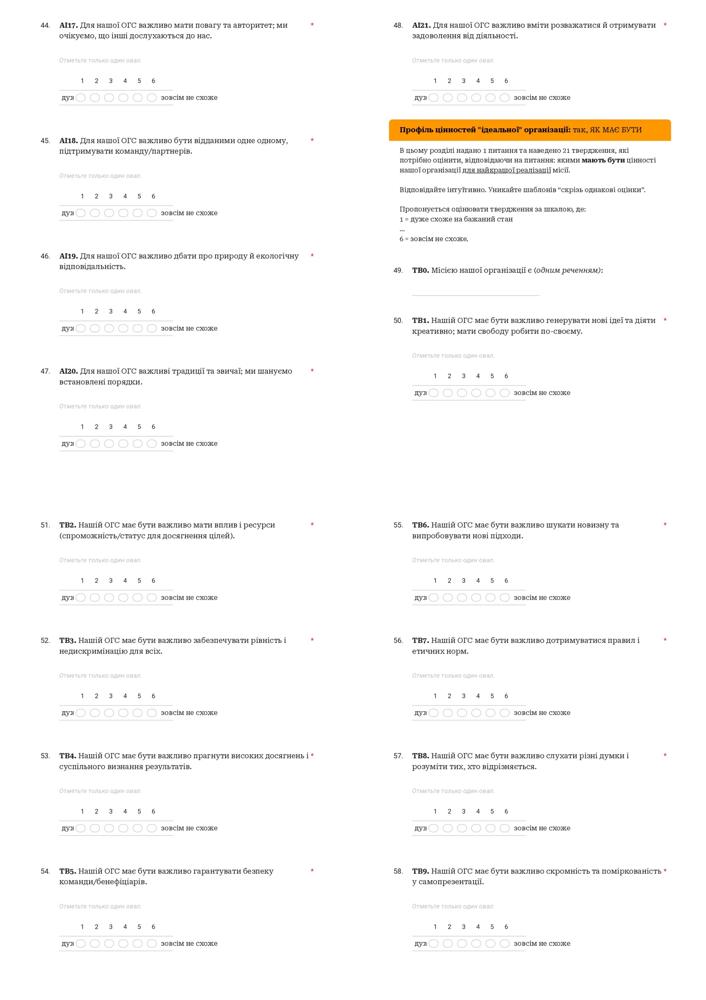 44. AI17. Для нашої ОГС важливо мати повагу та авторитет; ми *
очікуємо, що інші дослухаються до нас.
Отметьте только один овал.
1 2 3 4 5 6
дуж зовсім не схоже
45. AI18. Для нашої ОГС важливо бути відданими одне одному, *
підтримувати команду/партнерів.
Отметьте только один овал.
1 2 3 4 5 6
дуж зовсім не схоже
46. AI19. Для нашої ОГС важливо дбати про природу й екологічну *
відповідальність.
Отметьте только один овал.
1 2 3 4 5 6
дуж зовсім не схоже
47. AI20. Для нашої ОГС важливі традиції та звичаї; ми шануємо *
встановлені порядки.
Отметьте только один овал.
1 2 3 4 5 6
дуж зовсім не схоже
48. AI21. Для нашої ОГС важливо вміти розважатися й отримувати *
задоволення від діяльності.
Отметьте только один овал.
1 2 3 4 5 6
дуж зовсім не схоже
Профіль цінностей "ідеальної" організації: так, ЯК МАЄ БУТИ
В цьому розділі надано 1 питання та наведено 21 твердження, які
потрібно оцінити, відповідаючи на питання: якими мають бути цінності
нашої організації для найкращої реалізації місії.
Відповідайте інтуїтивно. Уникайте шаблонів “скрізь однакові оцінки”.
Пропонується оцінювати твердження за шкалою, де:
1 = дуже схоже на бажаний стан
...
6 = зовсім не схоже.
49. TB0. Місією нашої організації є (одним реченням):
50. TB1. Нашій ОГС має бути важливо генерувати нові ідеї та діяти *
креативно; мати свободу робити по-своєму.
Отметьте только один овал.
1 2 3 4 5 6
дуж зовсім не схоже
51. TB2. Нашій ОГС має бути важливо мати вплив і ресурси *
(спроможність/статус для досягнення цілей).
Отметьте только один овал.
1 2 3 4 5 6
дуж зовсім не схоже
52. TB3. Нашій ОГС має бути важливо забезпечувати рівність і *
недискримінацію для всіх.
Отметьте только один овал.
1 2 3 4 5 6
дуж зовсім не схоже
53. TB4. Нашій ОГС має бути важливо прагнути високих досягнень і *
суспільного визнання результатів.
Отметьте только один овал.
1 2 3 4 5 6
дуж зовсім не схоже
54. TB5. Нашій ОГС має бути важливо гарантувати безпеку *
команди/бенефіціарів.
Отметьте только один овал.
1 2 3 4 5 6
дуж зовсім не схоже
55. TB6. Нашій ОГС має бути важливо шукати новизну та *
випробовувати нові підходи.
Отметьте только один овал.
1 2 3 4 5 6
дуж зовсім не схоже
56. TB7. Нашій ОГС має бути важливо дотримуватися правил і *
етичних норм.
Отметьте только один овал.
1 2 3 4 5 6
дуж зовсім не схоже
57. TB8. Нашій ОГС має бути важливо слухати різні думки і *
розуміти тих, хто відрізняється.
Отметьте только один овал.
1 2 3 4 5 6
дуж зовсім не схоже
58. TB9. Нашій ОГС має бути важливо скромність та поміркованість *
у самопрезентації.
Отметьте только один овал.
1 2 3 4 5 6
дуж зовсім не схоже